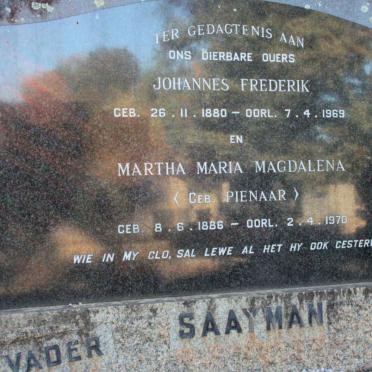 TER GEDAGTENIS AAN
ONS DIERBARE OUERS
JOHANNES FREDERIK
GEB. 26.11.1880 – OORL. 7.4.1969
EN
MARTHA MARIA MAGDALENA
( GEB. PIENAAR )
GEB. 8.6.1886 – OORL. 2.4.1970
WIE IN MY GLO, SAL LEWE AL HET HY OOK GESTERW
VADER SAAYMAN